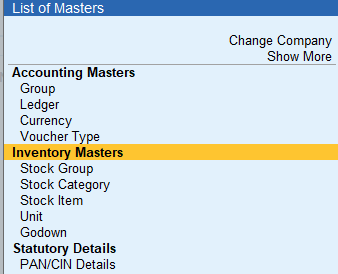 List of Masters
Change Company
Show More
Accounting Masters
Group
Ledger
Currency
Voucher Type
Inventory Masters
Stock Group
Stock Category
Stock Item
Unit
Godown
Statutory Details
PAN/CIN Details